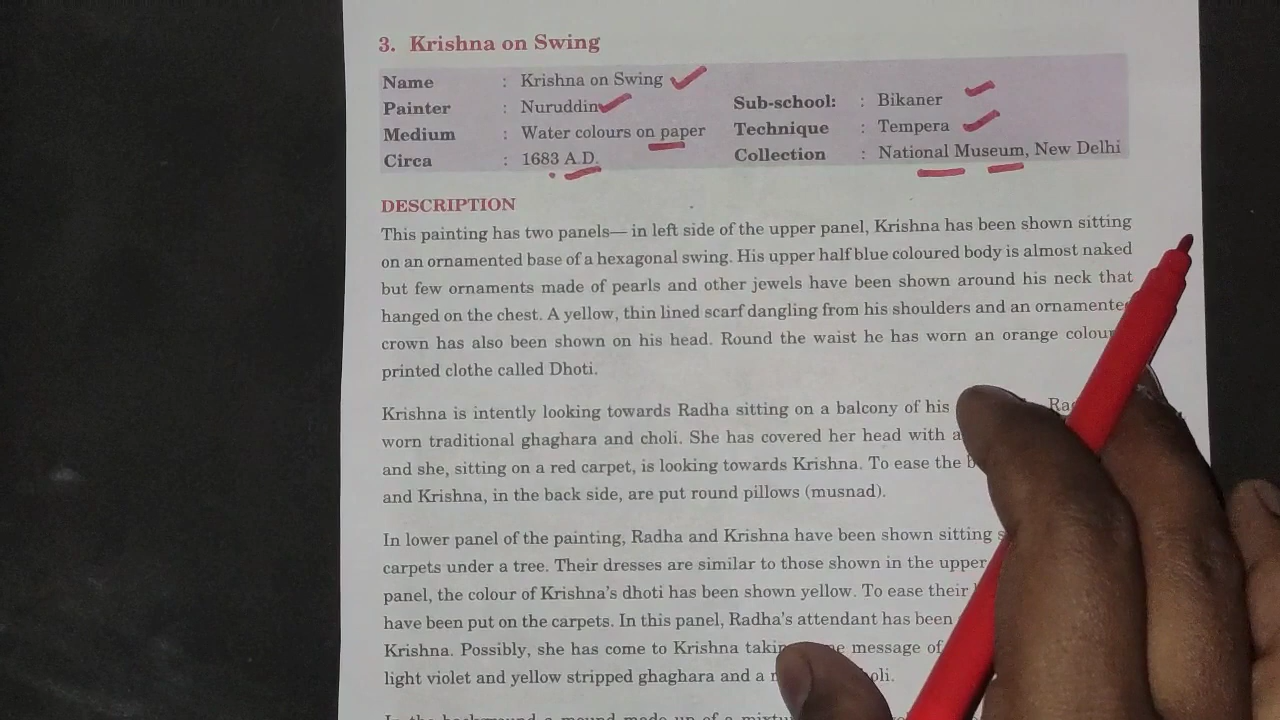 3. Krishna on Swing
Name : Krishna on Swing
Painter : Nuruddin
Medium : Water colours on paper
Circa : 1683 A.D.
Sub-school: : Bikaner
Technique : Tempera
Collection : National Museum, New Delhi
DESCRIPTION
This painting has two panels— in left side of the upper panel, Krishna has been shown sitting
on an ornamented base of a hexagonal swing. His upper half blue coloured body is almost naked
but few ornaments made of pearls and other jewels have been shown around his neck that
hanged on the chest. A yellow, thin lined scarf dangling from his shoulders and an ornamente
crown has also been shown on his head. Round the waist he has worn an orange colou
printed clothe called Dhoti.
Krishna is intently looking towards Radha sitting on a balcony of his
worn traditional ghaghara and choli. She has covered her head with a
and she, sitting on a red carpet, is looking towards Krishna. To ease the
and Krishna, in the back side, are put round pillows (musnad).
In lower panel of the painting, Radha and Krishna have been shown sitting
carpets under a tree. Their dresses are similar to those shown in the upper
panel, the colour of Krishna's dhoti has been shown yellow. To ease their
have been put on the carpets. In this panel, Radha's attendant has been
Krishna. Possibly, she has come to Krishna message of
light violet and yellow stripped ghaghara and a
In the background a mound made up of a